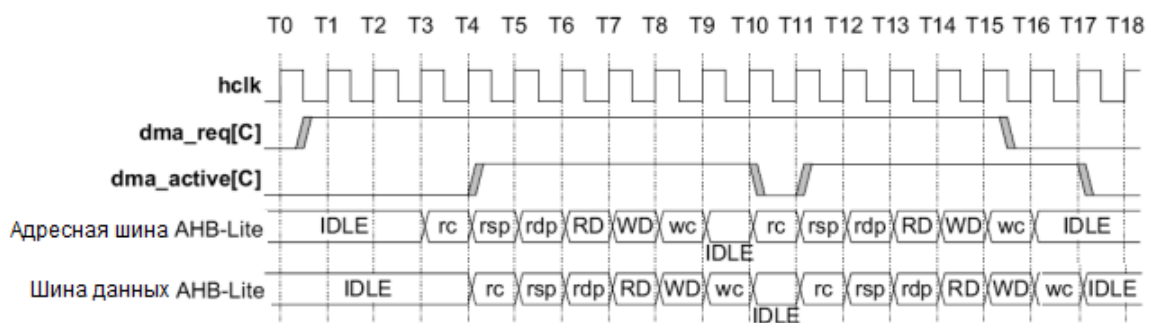 T0 T1 T2 T3 T4 T5 T6 T7 T8 T9 T10 T11 T12 T13 T14 T15 T16 T17 T18
hclk
dma_req[C]
dma_active[C]
Адресная шина AHB-Lite IDLE rc rsp rdp RD WD wc IDLE rc rsp rdp RD WD wc IDLE
Шина данных AHB-Lite IDLE rc rsp rdp RD WD wc IDLE rc rsp rdp RD WD wc IDLE